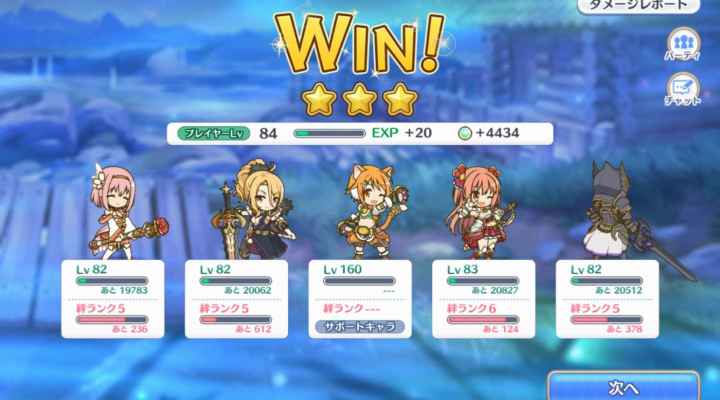 ダメージレポート
WIN!
パーティ
チャット
プレイヤーLv 84 EXP +20 +4434
Lv 82
あと 19783
絆ランク 5
あと 236
Lv 82
あと 20062
絆ランク 5
あと 612
Lv 160
---
絆ランク ---
サポートキャラ
Lv 83
あと 20827
絆ランク 6
あと 124
Lv 82
あと 20512
絆ランク 5
あと 378
次へ